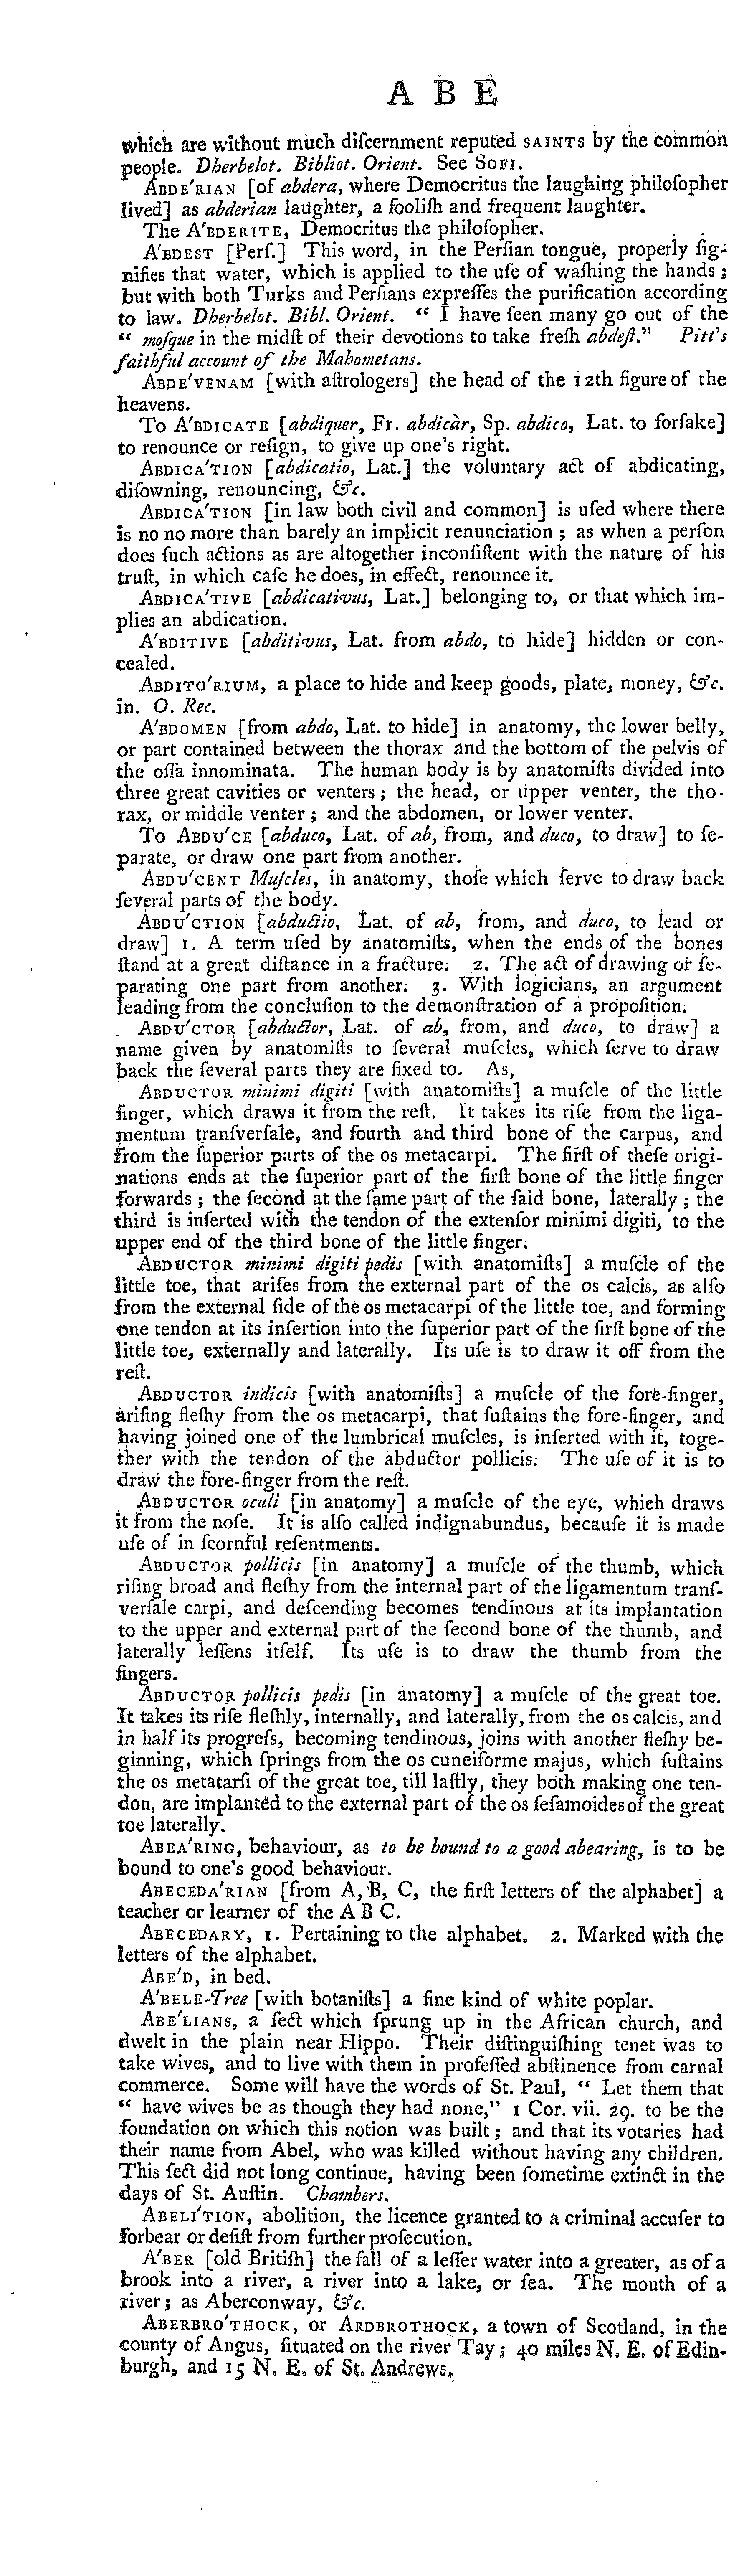 A B E
which are without much diſcernment reputed SAINTS by the common
people. Dherbelot. Bibliot. Orient. See SOFI.
ABDE'RIAN [of abdera, where Democritus the laughing philoſopher
lived] as abderian laughter, a fooliſh and frequent laughter.
The A'BDERITE, Democritus the philoſopher.
A'BDEST [Perſ.] This word, in the Perſian tongue, properly ſig-
nifies that water, which is applied to the uſe of waſhing the hands;
but with both Turks and Perſians expreſſes the purification according
to law. Dherbelot. Bibl. Orient. “ I have ſeen many go out of the
“ moſque in the midſt of their devotions to take freſh abdeſt.” Pitt's
faithful account of the Mahometans.
ABDE'VENAM [with aſtrologers] the head of the 12th figure of the
heavens.
To A'BDICATE [abdiquer, Fr. abdicàr, Sp. abdico, Lat. to forſake]
to renounce or reſign, to give up one's right.
ABDICA'TION [abdicatio, Lat.] the voluntary act of abdicating,
diſowning, renouncing, &c.
ABDICA'TION [in law both civil and common] is uſed where there
is no no more than barely an implicit renunciation; as when a perſon
does ſuch actions as are altogether inconſiſtent with the nature of his
truſt, in which caſe he does, in effect, renounce it.
ABDICA'TIVE [abdicativus, Lat.] belonging to, or that which im-
plies an abdication.
A'BDITIVE [abditivus, Lat. from abdo, to hide] hidden or con-
cealed.
ABDITO'RIUM, a place to hide and keep goods, plate, money, &c.
in. O. Rec.
A'BDOMEN [from abdo, Lat. to hide] in anatomy, the lower belly,
or part contained between the thorax and the bottom of the pelvis of
the oſſa innominata. The human body is by anatomiſts divided into
three great cavities or venters; the head, or upper venter, the tho-
rax, or middle venter; and the abdomen, or lower venter.
To ABDU'CE [abduco, Lat. of ab, from, and duco, to draw] to ſe-
parate, or draw one part from another.
ABDU'CENT Muſcles, in anatomy, thoſe which ſerve to draw back
ſeveral parts of the body.
ABDU'CTION [abductio, Lat. of ab, from, and duco, to lead or
draw] 1. A term uſed by anatomiſts, when the ends of the bones
ſtand at a great diſtance in a fracture. 2. The act of drawing or ſe-
parating one part from another. 3. With logicians, an argument
leading from the concluſion to the demonſtration of a propoſition.
ABDU'CTOR [abductor, Lat. of ab, from, and duco, to draw] a
name given by anatomiſts to ſeveral muſcles, which ſerve to draw
back the ſeveral parts they are fixed to. As,
ABDUCTOR minimi digiti [with anatomiſts] a muſcle of the little
finger, which draws it from the reſt. It takes its riſe from the liga-
mentum tranſverſale, and fourth and third bone of the carpus, and
from the ſuperior parts of the os metacarpi. The firſt of theſe origi-
nations ends at the ſuperior part of the firſt bone of the little finger
forwards; the ſecond at the ſame part of the ſaid bone, laterally; the
third is inſerted with the tendon of the extenſor minimi digiti, to the
upper end of the third bone of the little finger.
ABDUCTOR minimi digiti pedis [with anatomiſts] a muſcle of the
little toe, that ariſes from the external part of the os calcis, as alſo
from the external ſide of the os metacarpi of the little toe, and forming
one tendon at its inſertion into the ſuperior part of the firſt bone of the
little toe, externally and laterally. Its uſe is to draw it off from the
reſt.
ABDUCTOR indicis [with anatomiſts] a muſcle of the fore-finger,
ariſing fleſhy from the os metacarpi, that ſuſtains the fore-finger, and
having joined one of the lumbrical muſcles, is inſerted with it, toge-
ther with the tendon of the abductor pollicis. The uſe of it is to
draw the fore-finger from the reſt.
ABDUCTOR oculi [in anatomy] a muſcle of the eye, which draws
it from the noſe. It is alſo called indignabundus, becauſe it is made
uſe of in ſcornful reſentments.
ABDUCTOR pollicis [in anatomy] a muſcle of the thumb, which
riſing broad and fleſhy from the internal part of the ligamentum tranſ-
verſale carpi, and deſcending becomes tendinous at its implantation
to the upper and external part of the ſecond bone of the thumb, and
laterally leſſens itſelf. Its uſe is to draw the thumb from the
fingers.
ABDUCTOR pollicis pedis [in anatomy] a muſcle of the great toe.
It takes its riſe fleſhly, internally, and laterally, from the os calcis, and
in half its progreſs, becoming tendinous, joins with another fleſhy be-
ginning, which ſprings from the os cuneiforme majus, which ſuſtains
the os metatarſi of the great toe, till laſtly, they both making one ten-
don, are implanted to the external part of the os ſeſamoides of the great
toe laterally.
ABEA'RING, behaviour, as to be bound to a good abearing, is to be
bound to one's good behaviour.
ABECEDA'RIAN [from A, B, C, the firſt letters of the alphabet] a
teacher or learner of the A B C.
ABECEDARY, 1. Pertaining to the alphabet. 2. Marked with the
letters of the alphabet.
ABE'D, in bed.
A'BELE-Tree [with botaniſts] a fine kind of white poplar.
ABE'LIANS, a ſect which ſprung up in the African church, and
dwelt in the plain near Hippo. Their diſtinguiſhing tenet was to
take wives, and to live with them in profeſſed abſtinence from carnal
commerce. Some will have the words of St. Paul, “ Let them that
“ have wives be as though they had none,” 1 Cor. vii. 29. to be the
foundation on which this notion was built; and that its votaries had
their name from Abel, who was killed without having any children.
This ſect did not long continue, having been ſometime extinct in the
days of St. Auſtin. Chambers.
ABELI'TION, abolition, the licence granted to a criminal accuſer to
forbear or deſiſt from further proſecution.
A'BER [old Britiſh] the fall of a leſſer water into a greater, as of a
brook into a river, a river into a lake, or ſea. The mouth of a
river; as Aberconway, &c.
ABERBRO'THOCK, or ARDBROTHOCK, a town of Scotland, in the
county of Angus, ſituated on the river Tay; 40 miles N. E. of Edin-
burgh, and 15 N. E. of St. Andrews.